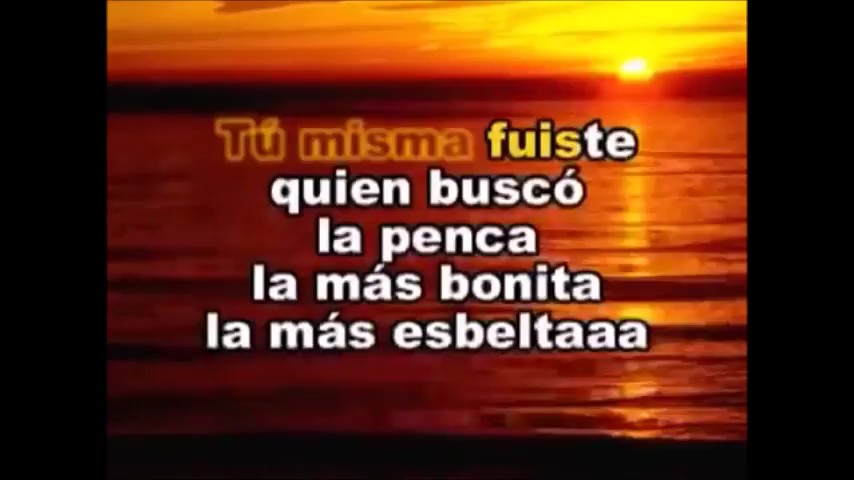 Tú misma fuiste
quien buscó
la penca
la más bonita
la más esbeltaaa